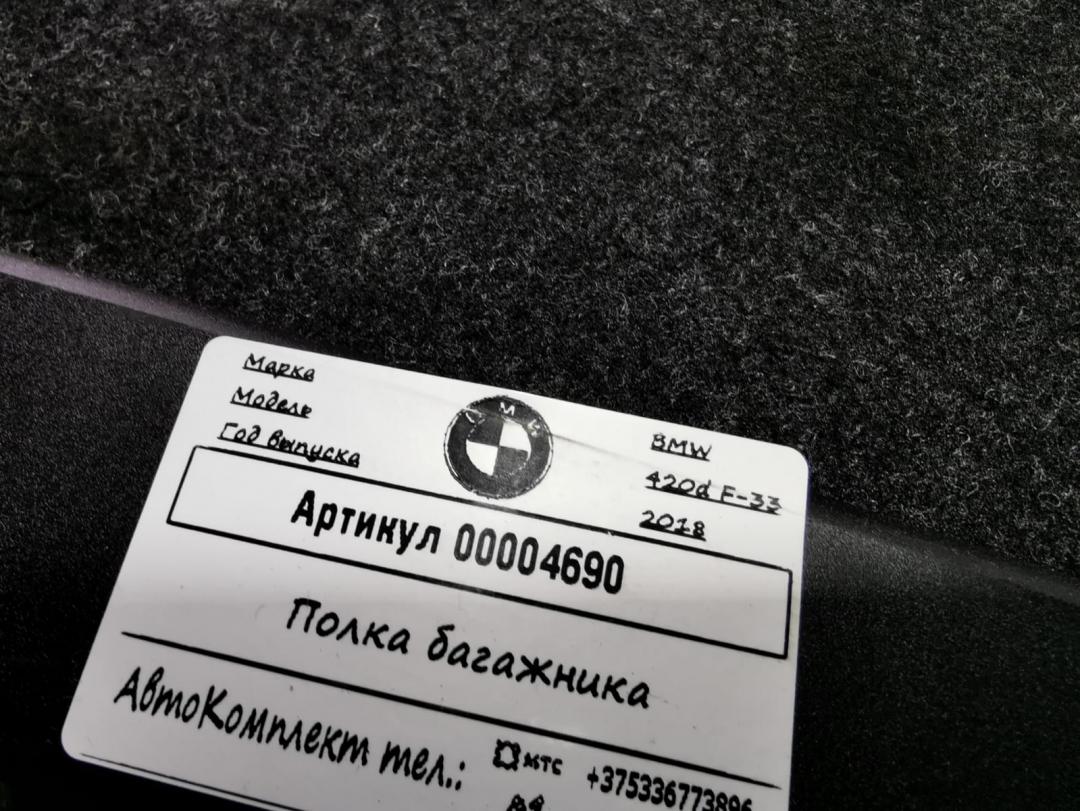 Марка BMW
Модель 420d F-33
Год выпуска 2018
Артикул 00004690
Полка багажника
АвтоКомплект тел.: мтс +375336773896